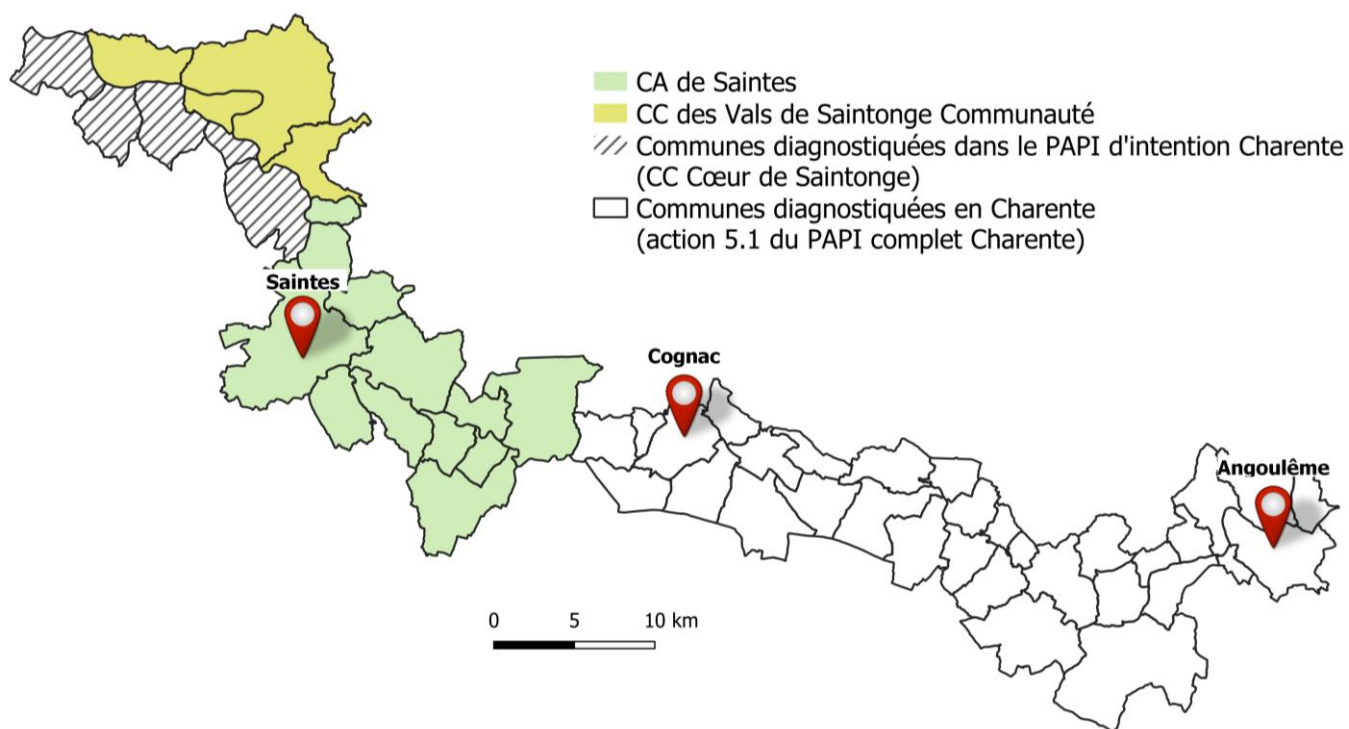 CA de Saintes
CC des Vals de Saintonge Communauté
Communes diagnostiquées dans le PAPI d'intention Charente
(CC Cœur de Saintonge)
Communes diagnostiquées en Charente
(action 5.1 du PAPI complet Charente)
Saintes
Cognac
Angoulême
0 5 10 km